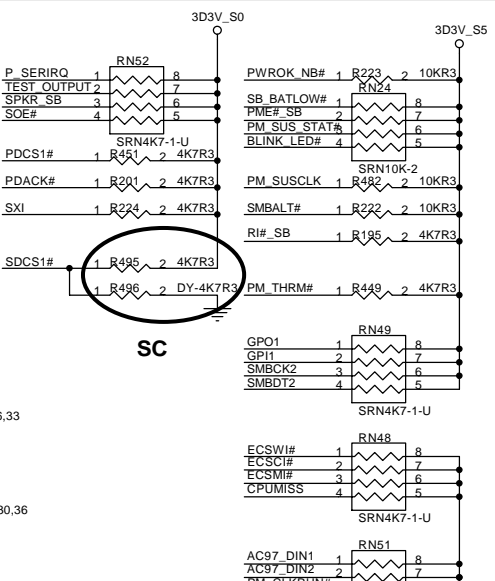 3D3V_S0
3D3V_S5
RN52
P_SERIRQ 1 8
TEST_OUTPUT 2 7
SPKR_SB 3 6
SOE# 4 5
SRN4K7-1-U
PDCS1# 1 R451 2 4K7R3
PDACK# 1 R201 2 4K7R3
SXI 1 R224 2 4K7R3
SDCS1# 1 R495 2 4K7R3
1 R496 2 DY-4K7R3
SC
6,33
30,36
PWROK_NB# 1 R223 2 10KR3
RN24
SB_BATLOW# 1 8
PME#_SB 2 7
PM_SUS_STAT# 3 6
BLINK_LED# 4 5
SRN10K-2
PM_SUSCLK 1 R482 2 10KR3
SMBALT# 1 R222 2 10KR3
RI#_SB 1 R195 2 4K7R3
PM_THRM# 1 R449 2 4K7R3
RN49
GPO1 1 8
GPI1 2 7
SMBCK2 3 6
SMBDT2 4 5
SRN4K7-1-U
RN48
ECSWI# 1 8
ECSCI# 2 7
ECSMI# 3 6
CPUMISS 4 5
SRN4K7-1-U
RN51
AC97_DIN1 1 8
AC97_DIN2 2 7